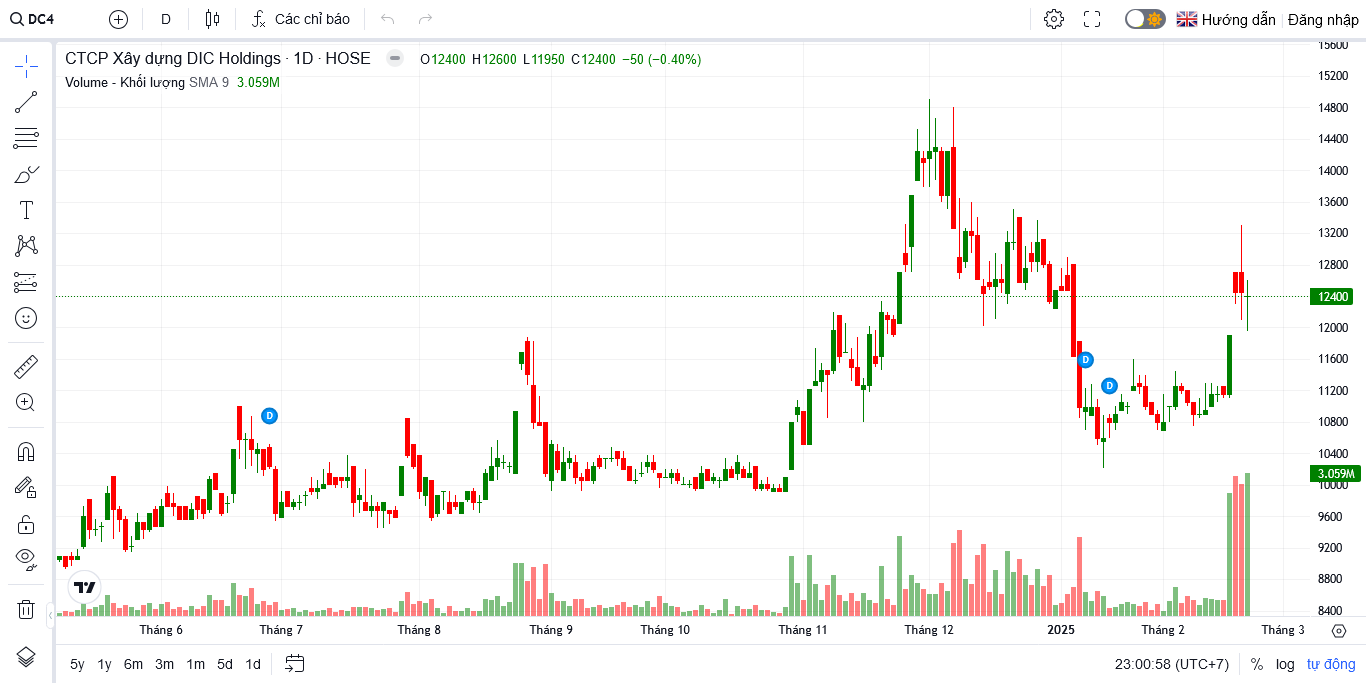 DC4 D Các chỉ báo Hướng dẫn Đăng nhập
CTCP Xây dựng DIC Holdings · 1D · HOSE O12400 H12600 L11950 C12400 −50 (−0.40%)
Volume - Khối lượng SMA 9 3.059M
15600
15200
14800
14400
14000
13600
13200
12800
12400
12000
11600
11200
10800
10400
3.059M
10000
9600
9200
8800
8400
D
D
D
Tháng 6 Tháng 7 Tháng 8 Tháng 9 Tháng 10 Tháng 11 Tháng 12 2025 Tháng 2 Tháng 3
5y 1y 6m 3m 1m 5d 1d 23:00:58 (UTC+7) % log tự động